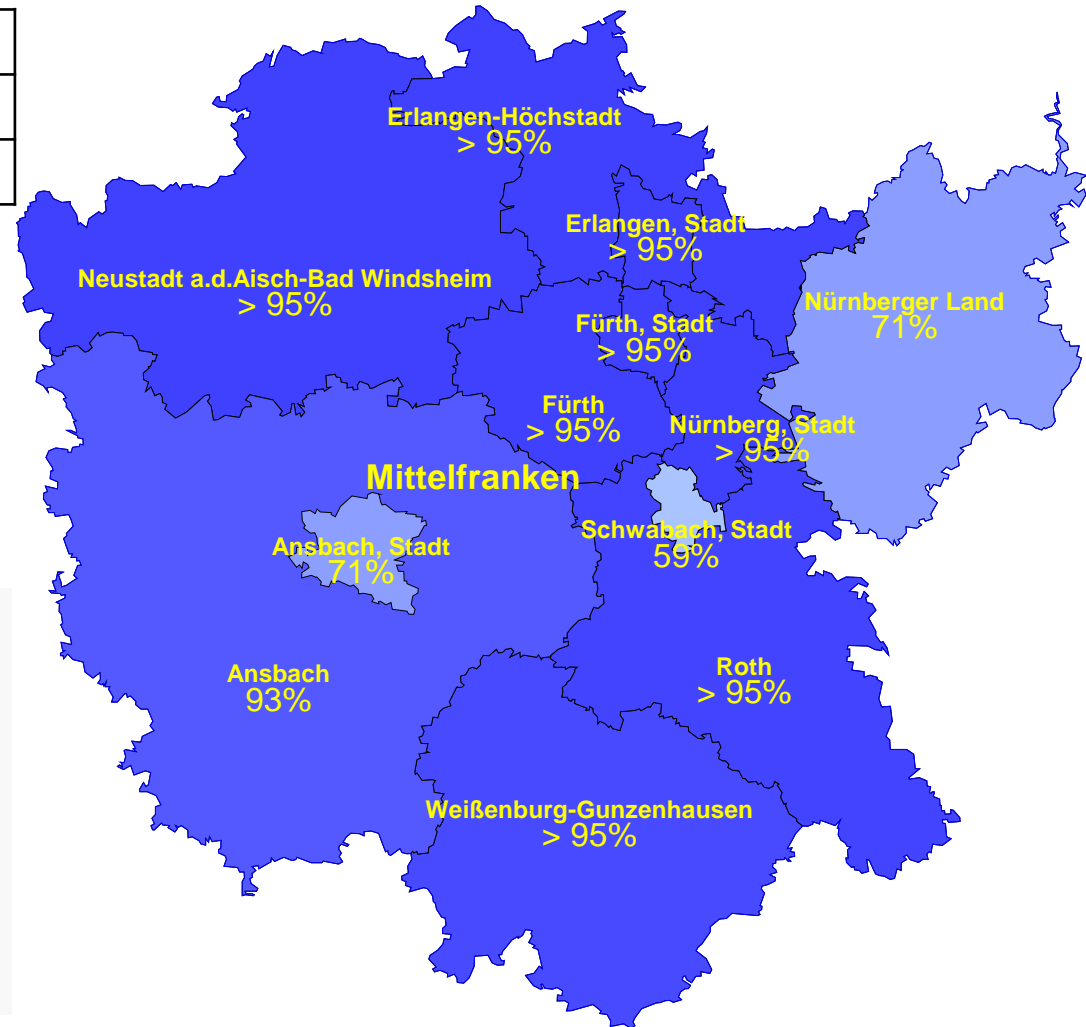 Erlangen-Höchstadt
> 95%
Erlangen, Stadt
> 95%
Neustadt a.d.Aisch-Bad Windsheim
> 95%
Nürnberger Land
71%
Fürth, Stadt
> 95%
Fürth
> 95%
Nürnberg, Stadt
> 95%
Mittelfranken
Schwabach, Stadt
59%
Ansbach, Stadt
71%
Roth
> 95%
Ansbach
93%
Weißenburg-Gunzenhausen
> 95%